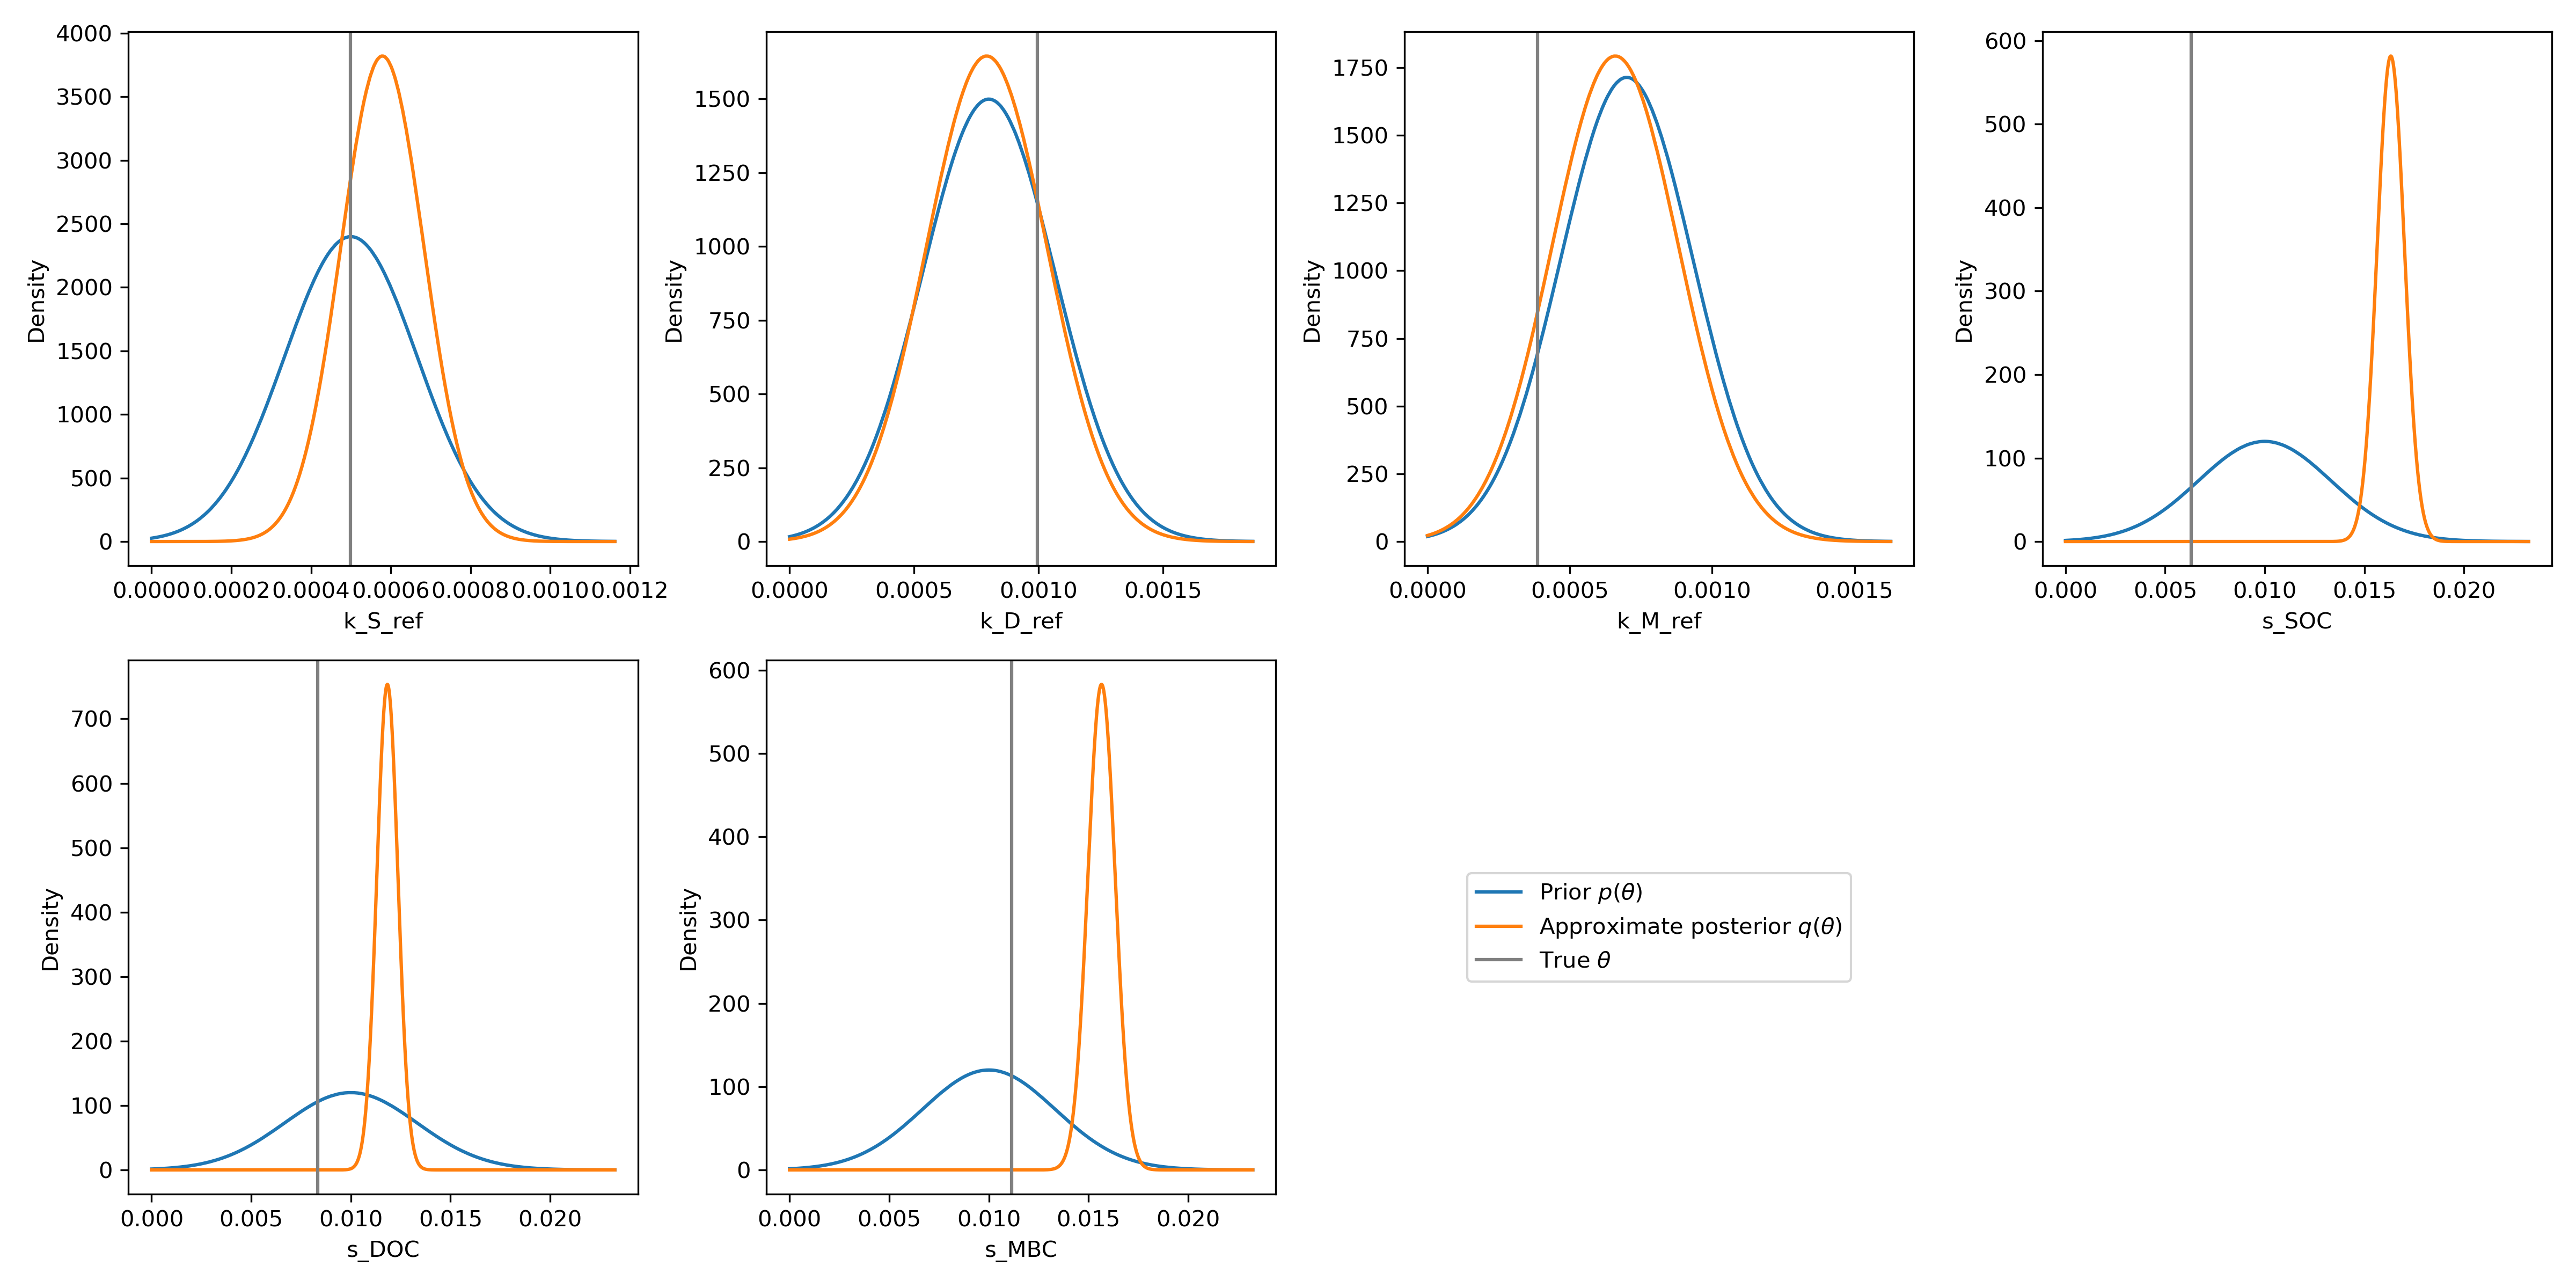 4000
3500
3000
2500
2000
1500
1000
500
0
Density
0.0000 0.0002 0.0004 0.0006 0.0008 0.0010 0.0012
k_S_ref
1500
1250
1000
750
500
250
0
Density
0.0000 0.0005 0.0010 0.0015
k_D_ref
1750
1500
1250
1000
750
500
250
0
Density
0.0000 0.0005 0.0010 0.0015
k_M_ref
600
500
400
300
200
100
0
Density
0.000 0.005 0.010 0.015 0.020
s_SOC
700
600
500
400
300
200
100
0
Density
0.000 0.005 0.010 0.015 0.020
s_DOC
600
500
400
300
200
100
0
Density
0.000 0.005 0.010 0.015 0.020
s_MBC
Prior p(θ)
Approximate posterior q(θ)
True θ